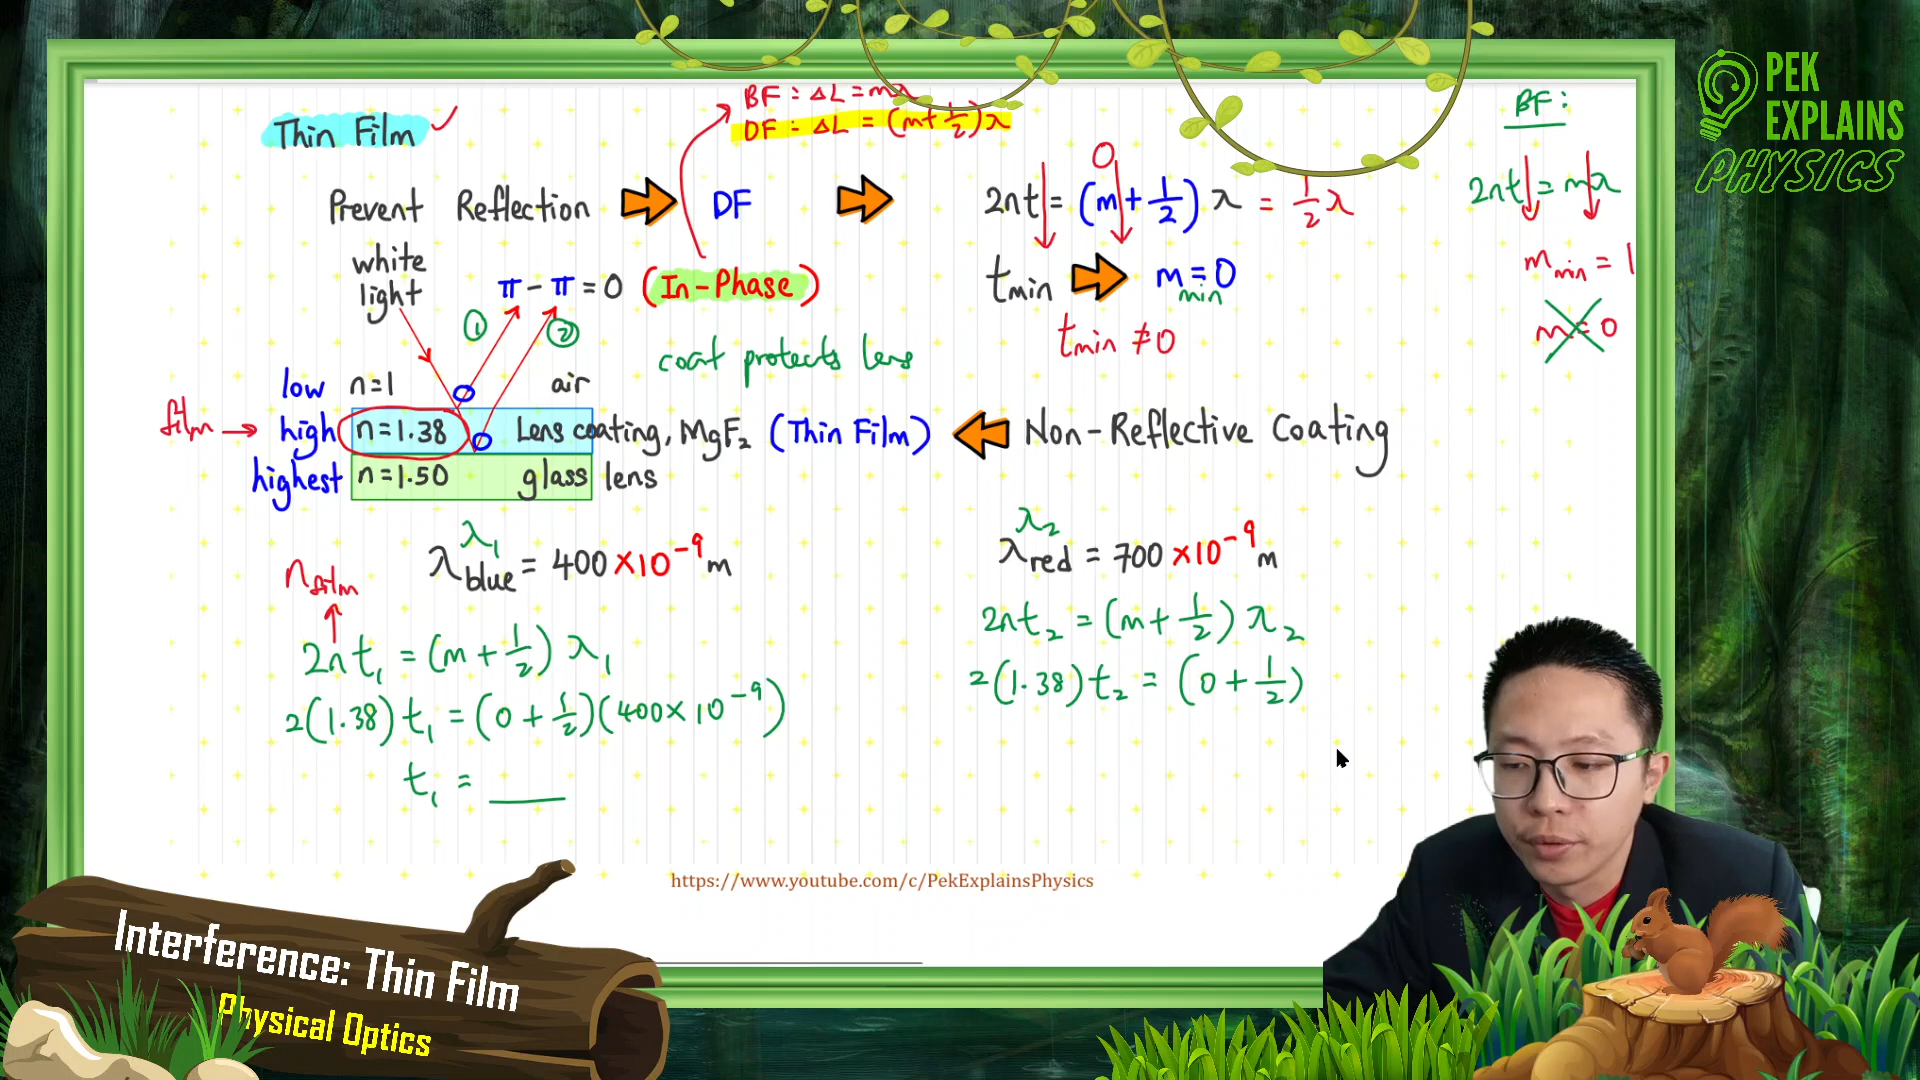 PEK
EXPLAINS
PHYSICS
BF : ΔL = mλ
DF : ΔL = (m+½)λ
BF :
Thin Film ✓
0
Prevent Reflection DF 2nt = (m+½)λ = ½λ
2nt = mλ
white
light
π - π = 0 (In-Phase)
tmin m = 0
min
m min = 1
① ②
tmin ≠ 0
m = 0
coat protects lens
low n=1 air
film → high n=1.38 Lens coating, MgF₂ (Thin Film) Non-Reflective Coating
highest n=1.50 glass lens
λ₁
λblue = 400 ×10⁻⁹ m
λ₂
λred = 700 ×10⁻⁹ m
nfilm
2nt₁ = (m+½) λ₁
2(1.38) t₁ = (0+½)(400×10⁻⁹)
t₁ = ____
2nt₂ = (m+½) λ₂
2(1.38)t₂ = (0+½)
https://www.youtube.com/c/PekExplainsPhysics
Interference: Thin Film
Physical Optics